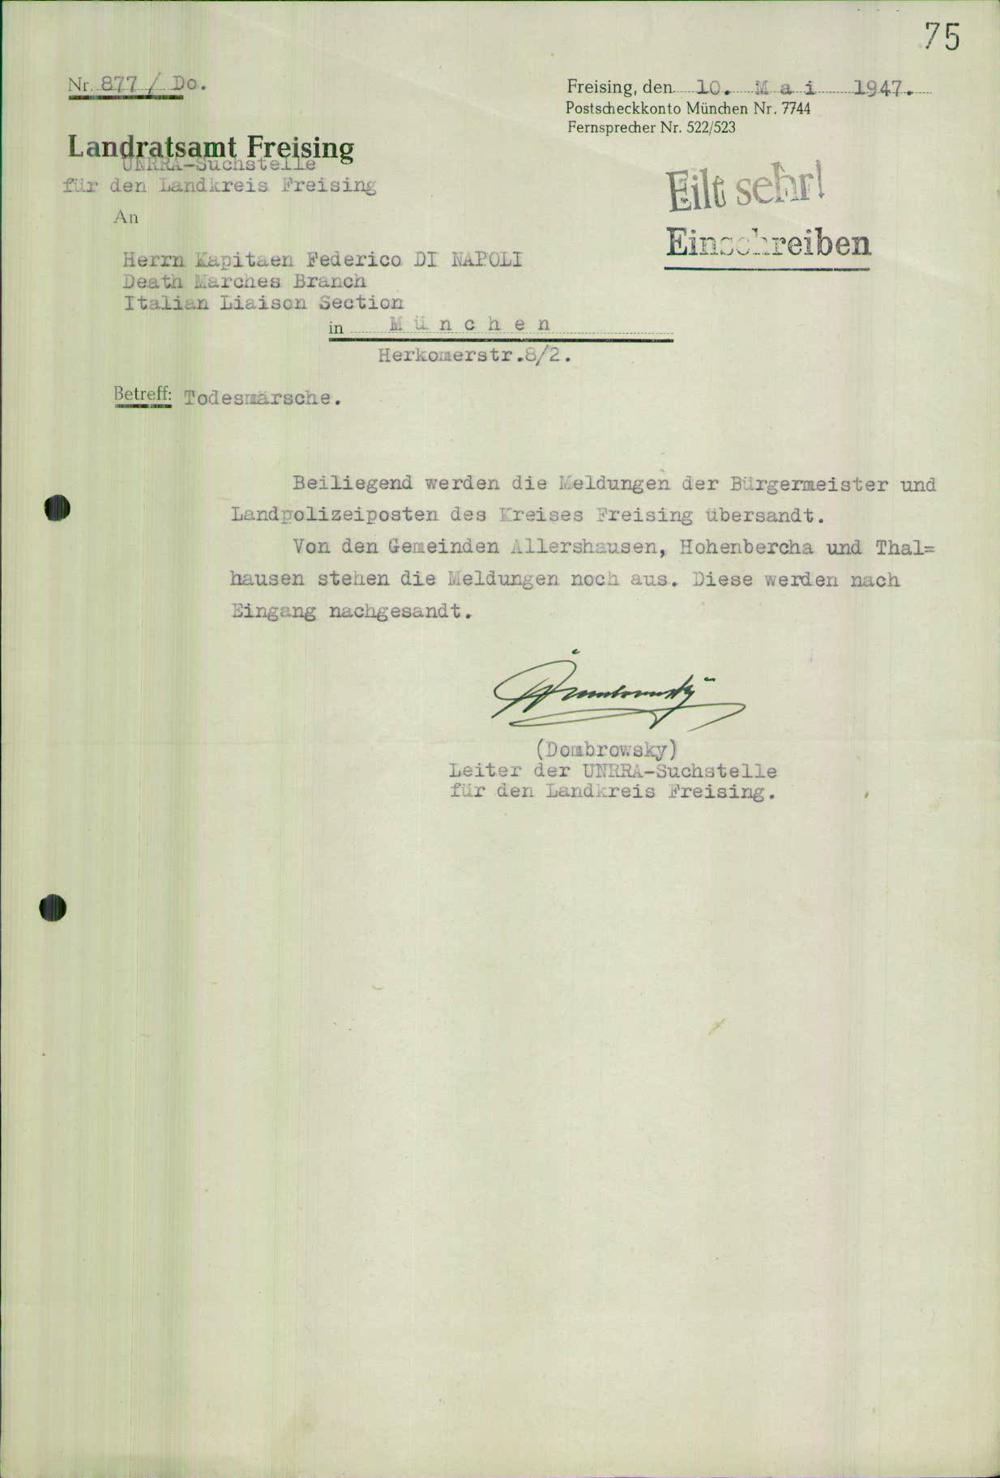 75
Nr. 877 / Do.
Freising, den 10. M a i 1947.
Postscheckkonto München Nr. 7744
Fernsprecher Nr. 522/523
Landratsamt Freising
UNRRA-Suchstelle
für den Landkreis Freising
Eilt sehr!
An
Einschreiben
Herrn Kapitaen Federico DI NAPOLI
Death Marches Branch
Italian Liaison Section
in M ü n c h e n
Herkomerstr.8/2.
Betreff: Todesmärsche.
Beiliegend werden die Meldungen der Bürgermeister und
Landpolizeiposten des Kreises Freising übersandt.
Von den Gemeinden Allershausen, Hohenbercha und Thal=
hausen stehen die Meldungen noch aus. Diese werden nach
Eingang nachgesandt.
Dombrowsky
(Dombrowsky)
Leiter der UNRRA-Suchstelle
für den Landkreis Freising.